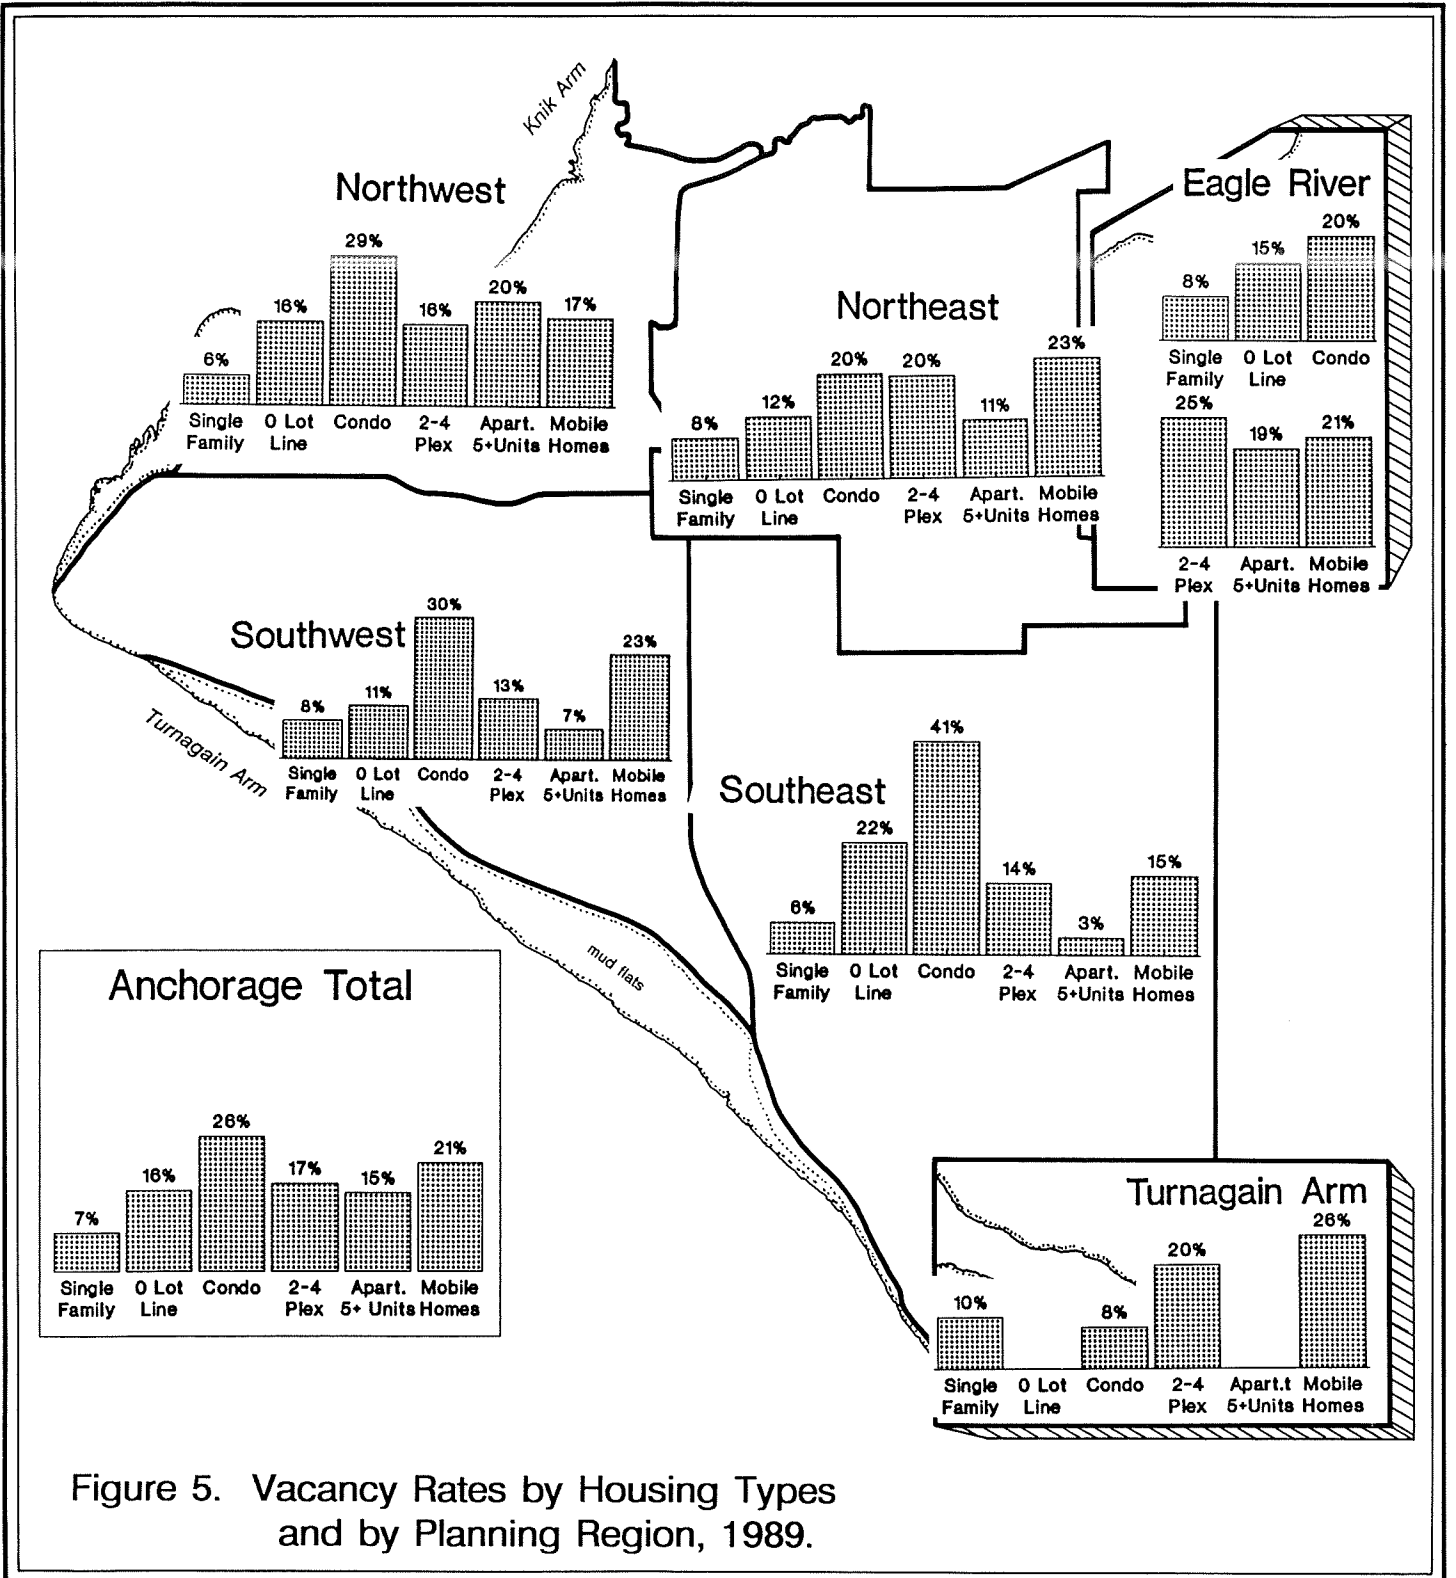 Knik Arm
Northwest
29%
16%
16%
20%
17%
6%
Single 0 Lot Condo 2-4 Apart. Mobile
Family Line Plex 5+Units Homes
Northeast
8%
12%
20%
20%
11%
23%
Single 0 Lot Condo 2-4 Apart. Mobile
Family Line Plex 5+Units Homes
Eagle River
8%
15%
20%
Single 0 Lot Condo
Family Line
25%
19%
21%
2-4 Apart. Mobile
Plex 5+Units Homes
Southwest
8%
11%
30%
13%
7%
23%
Single 0 Lot Condo 2-4 Apart. Mobile
Family Line Plex 5+Units Homes
Turnagain Arm
Southeast
6%
22%
41%
14%
3%
15%
Single 0 Lot Condo 2-4 Apart. Mobile
Family Line Plex 5+Units Homes
mud flats
Anchorage Total
7%
16%
26%
17%
15%
21%
Single 0 Lot Condo 2-4 Apart. Mobile
Family Line Plex 5+ Units Homes
Turnagain Arm
10%
8%
20%
26%
Single 0 Lot Condo 2-4 Apart.t Mobile
Family Line Plex 5+Units Homes
Figure 5. Vacancy Rates by Housing Types
and by Planning Region, 1989.